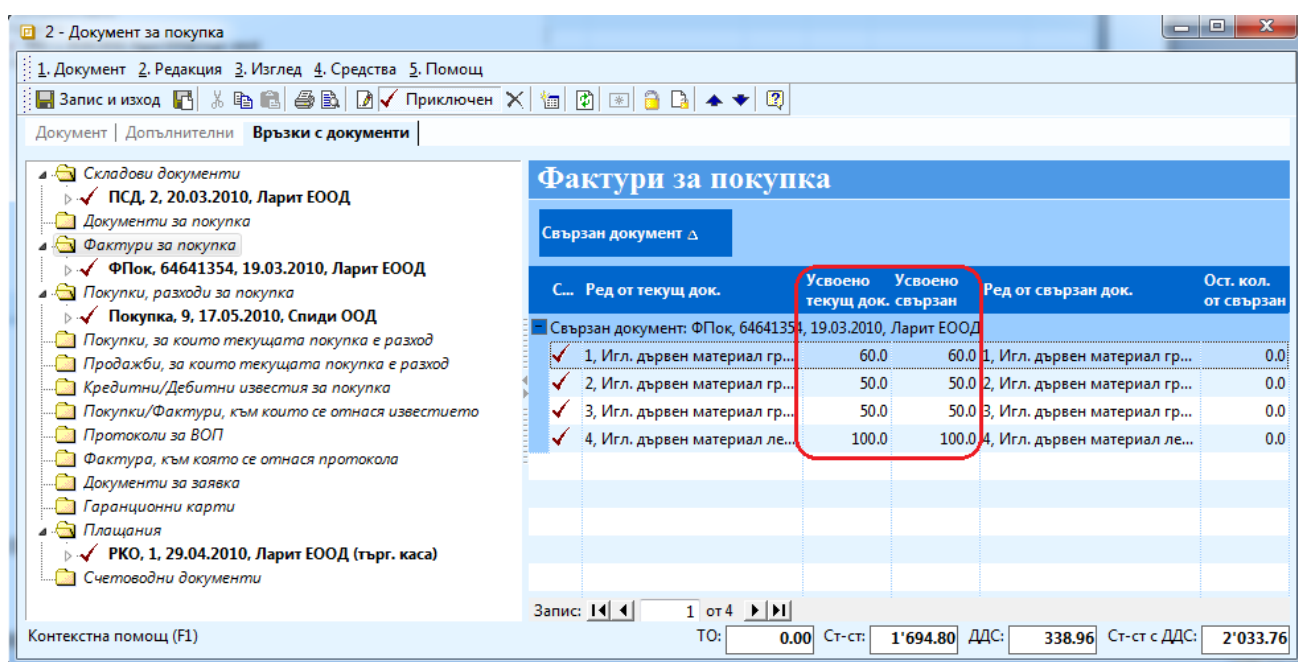 2 - Документ за покупка
1. Документ 2. Редакция 3. Изглед 4. Средства 5. Помощ
Запис и изход Приключен
Документ Допълнителни Връзки с документи
Складови документи
ПСД, 2, 20.03.2010, Ларит ЕООД
Документи за покупка
Фактури за покупка
ФПок, 64641354, 19.03.2010, Ларит ЕООД
Покупки, разходи за покупка
Покупка, 9, 17.05.2010, Спиди ООД
Покупки, за които текущата покупка е разход
Продажби, за които текущата покупка е разход
Кредитни/Дебитни известия за покупка
Покупки/Фактури, към които се отнася известието
Протоколи за ВОП
Фактура, към която се отнася протокола
Документи за заявка
Гаранционни карти
Плащания
РКО, 1, 29.04.2010, Ларит ЕООД (търг. каса)
Счетоводни документи
Фактури за покупка
Свързан документ
С... Ред от текущ док. Усвоено текущ док. Усвоено свързан Ред от свързан док. Ост. кол. от свързан
Свързан документ: ФПок, 64641354, 19.03.2010, Ларит ЕООД
1, Игл. дървен материал гр... 60.0 60.0 1, Игл. дървен материал гр... 0.0
2, Игл. дървен материал гр... 50.0 50.0 2, Игл. дървен материал гр... 0.0
3, Игл. дървен материал гр... 50.0 50.0 3, Игл. дървен материал гр... 0.0
4, Игл. дървен материал ле... 100.0 100.0 4, Игл. дървен материал ле... 0.0
Запис: 1 от 4
Контекстна помощ (F1) ТО: 0.00 Ст-ст: 1'694.80 ДДС: 338.96 Ст-ст с ДДС: 2'033.76